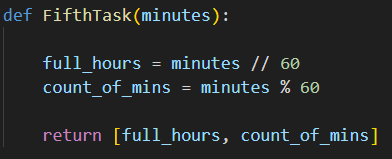 def FifthTask(minutes):
    full_hours = minutes // 60
    count_of_mins = minutes % 60
    return [full_hours, count_of_mins]